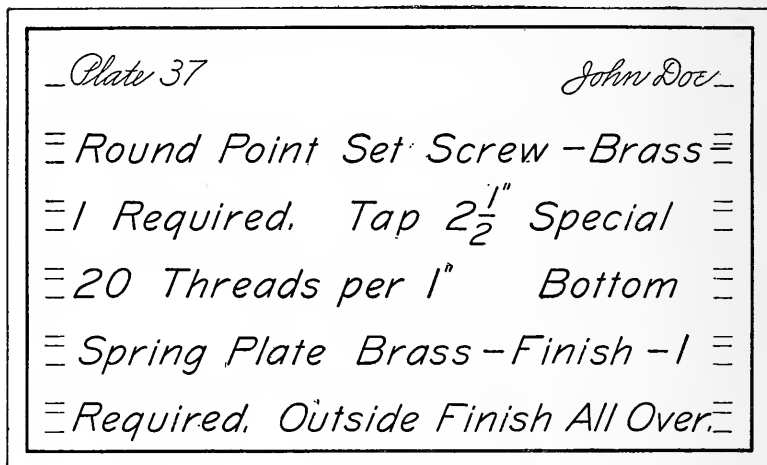 Plate 37 John Doe
Round Point Set Screw – Brass
1 Required. Tap 2 1/2" Special
20 Threads per 1" Bottom
Spring Plate Brass – Finish – 1
Required. Outside Finish All Over.